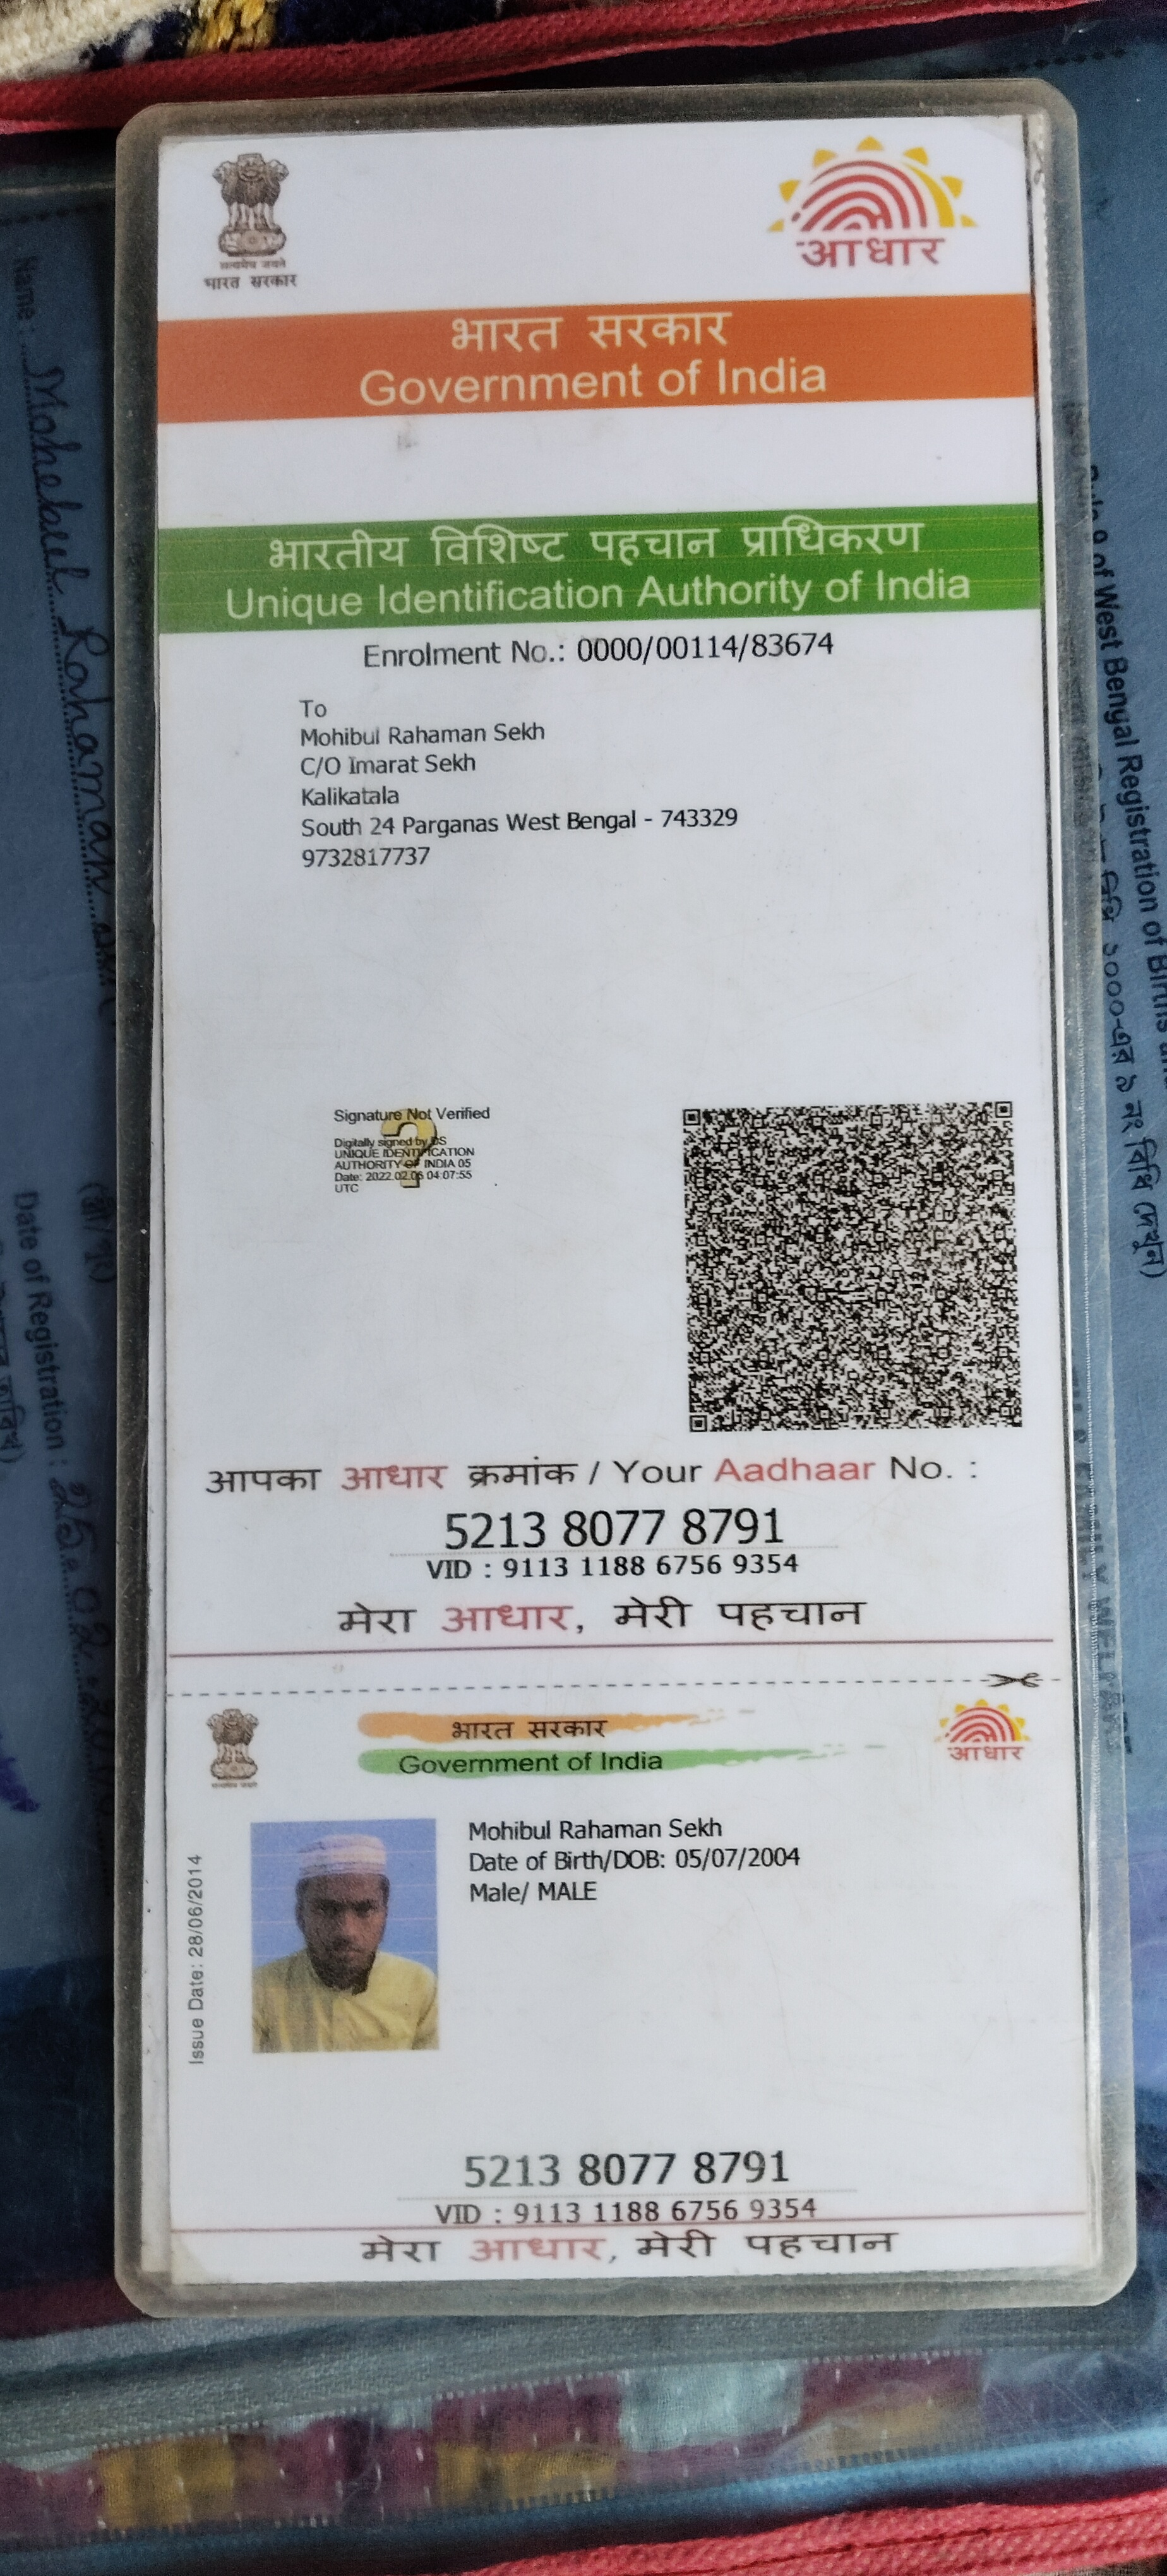 सत्यमेव जयते
भारत सरकार
आधार
भारत सरकार
Government of India
भारतीय विशिष्ट पहचान प्राधिकरण
Unique Identification Authority of India
Enrolment No.: 0000/00114/83674
To
Mohibul Rahaman Sekh
C/O Imarat Sekh
Kalikatala
South 24 Parganas West Bengal - 743329
9732817737
Signature Not Verified
Digitally signed by DS
UNIQUE IDENTIFICATION
AUTHORITY OF INDIA 05
Date: 2022.02.06 04:07:55
UTC
आपका आधार क्रमांक / Your Aadhaar No. :
5213 8077 8791
VID : 9113 1188 6756 9354
मेरा आधार, मेरी पहचान
भारत सरकार
Government of India
आधार
Issue Date: 28/06/2014
Mohibul Rahaman Sekh
Date of Birth/DOB: 05/07/2004
Male/ MALE
5213 8077 8791
VID : 9113 1188 6756 9354
मेरा आधार, मेरी पहचान
Name :
Date of Registration :
of West Bengal Registration of Births
নং বিধি দেখুন)